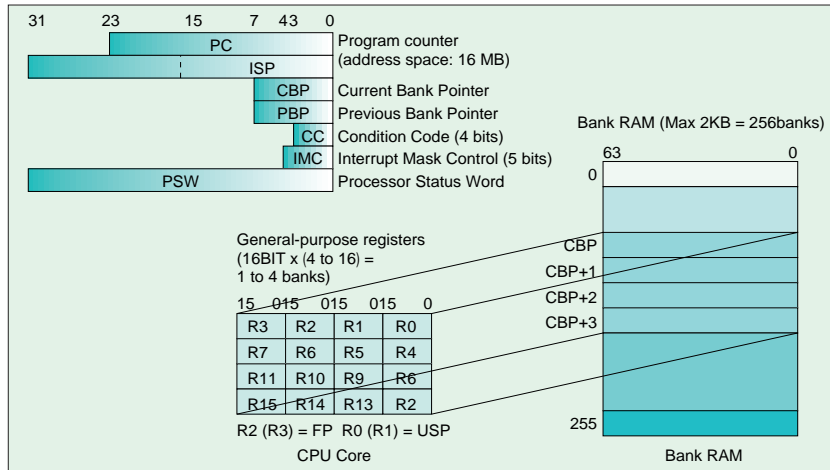 31 23 15 7 43 0
PC Program counter
(address space: 16 MB)
ISP
CBP Current Bank Pointer
PBP Previous Bank Pointer
CC Condition Code (4 bits)
IMC Interrupt Mask Control (5 bits)
PSW Processor Status Word
Bank RAM (Max 2KB = 256banks)
63 0
0
CBP
CBP+1
CBP+2
CBP+3
255
Bank RAM
General-purpose registers
(16BIT x (4 to 16) =
1 to 4 banks)
15 015 015 015 0
R3 R2 R1 R0
R7 R6 R5 R4
R11 R10 R9 R6
R15 R14 R13 R2
R2 (R3) = FP R0 (R1) = USP
CPU Core